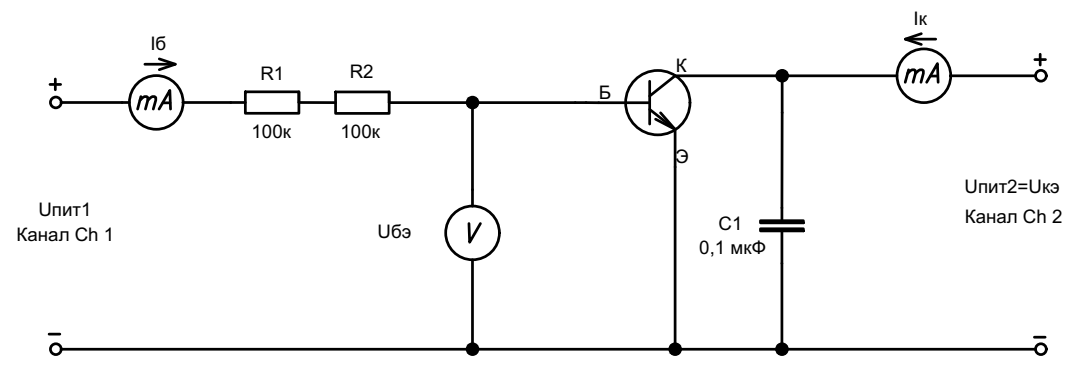 Iб
Iк
+
mA
R1
R2
К
mA
+
100к
100к
Б
Э
Uпит1
Канал Ch 1
Uбэ
V
C1
0,1 мкФ
Uпит2=Uкэ
Канал Ch 2
−
−